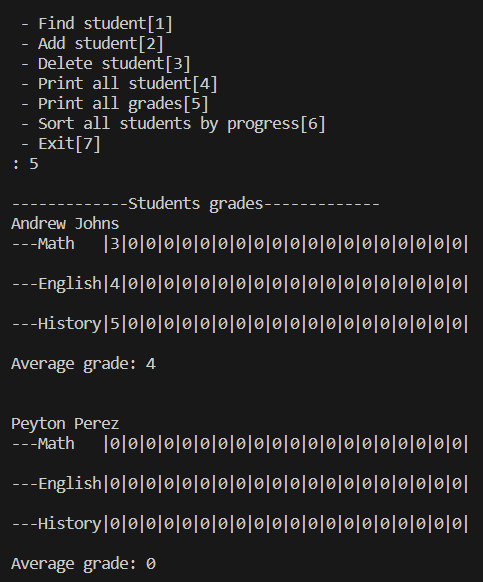 - Find student[1]
- Add student[2]
- Delete student[3]
- Print all student[4]
- Print all grades[5]
- Sort all students by progress[6]
- Exit[7]
: 5
-------------Students grades-------------
Andrew Johns
---Math   |3|0|0|0|0|0|0|0|0|0|0|0|0|0|0|0|0|0|0|0|
---English|4|0|0|0|0|0|0|0|0|0|0|0|0|0|0|0|0|0|0|0|
---History|5|0|0|0|0|0|0|0|0|0|0|0|0|0|0|0|0|0|0|0|
Average grade: 4
Peyton Perez
---Math   |0|0|0|0|0|0|0|0|0|0|0|0|0|0|0|0|0|0|0|0|
---English|0|0|0|0|0|0|0|0|0|0|0|0|0|0|0|0|0|0|0|0|
---History|0|0|0|0|0|0|0|0|0|0|0|0|0|0|0|0|0|0|0|0|
Average grade: 0